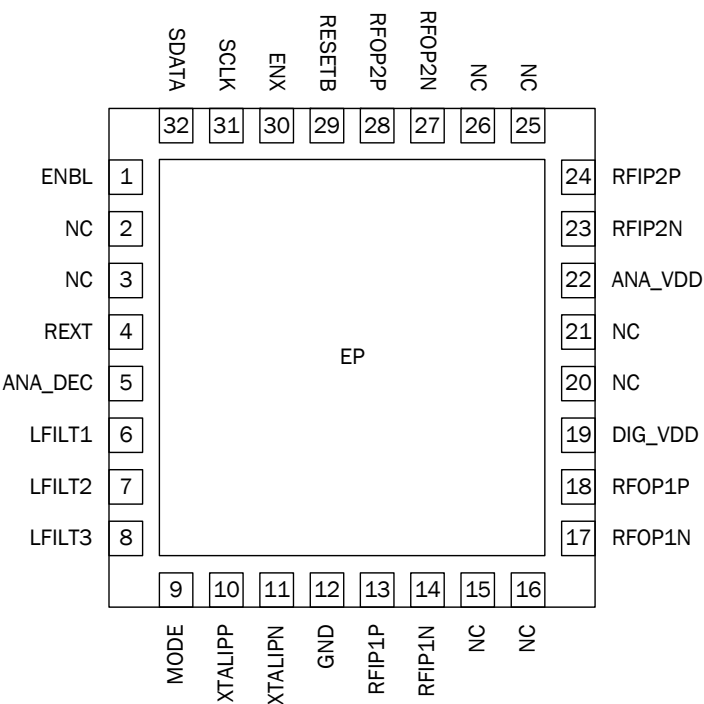 SDATA
SCLK
ENX
RESETB
RFOP2P
RFOP2N
NC
NC
32
31
30
29
28
27
26
25
ENBL 1
NC 2
NC 3
REXT 4
ANA_DEC 5
LFILT1 6
LFILT2 7
LFILT3 8
EP
24 RFIP2P
23 RFIP2N
22 ANA_VDD
21 NC
20 NC
19 DIG_VDD
18 RFOP1P
17 RFOP1N
9
10
11
12
13
14
15
16
MODE
XTALIPP
XTALIPN
GND
RFIP1P
RFIP1N
NC
NC